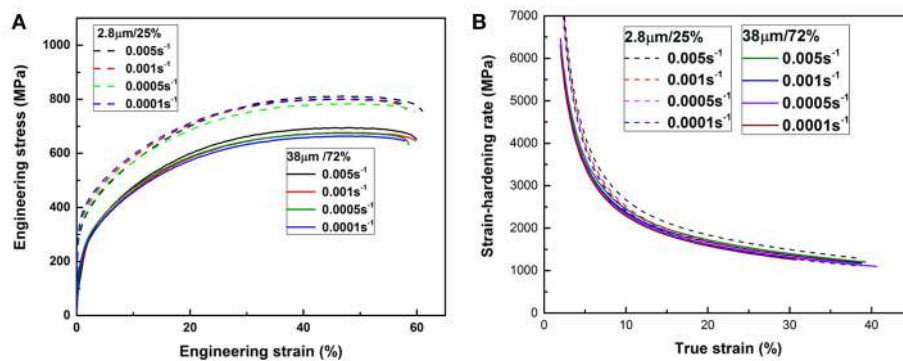 A
1000
800
600
400
200
0
0
20
40
60
Engineering stress (MPa)
Engineering strain (%)
2.8μm/25%
0.005s⁻¹
0.001s⁻¹
0.0005s⁻¹
0.0001s⁻¹
38μm /72%
0.005s⁻¹
0.001s⁻¹
0.0005s⁻¹
0.0001s⁻¹
B
7000
6000
5000
4000
3000
2000
1000
0
0
10
20
30
40
Strain-hardening rate (MPa)
True strain (%)
2.8μm/25%
0.005s⁻¹
0.001s⁻¹
0.0005s⁻¹
0.0001s⁻¹
38μm/72%
0.005s⁻¹
0.001s⁻¹
0.0005s⁻¹
0.0001s⁻¹